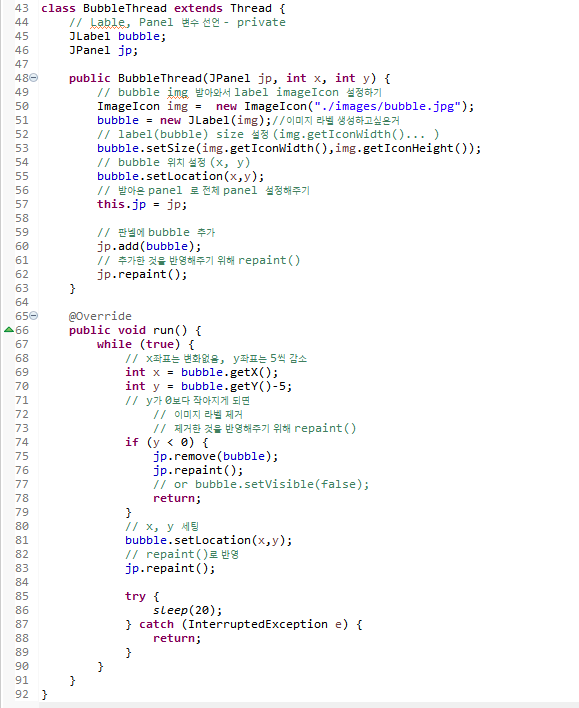 43 class BubbleThread extends Thread {
44     // Lable, Panel 변수 선언 - private
45     JLabel bubble;
46     JPanel jp;
47
48     public BubbleThread(JPanel jp, int x, int y) {
49         // bubble img 받아와서 label imageIcon 설정하기
50         ImageIcon img =  new ImageIcon("./images/bubble.jpg");
51         bubble = new JLabel(img);//이미지 라벨 생성하고싶은거
52         // label(bubble) size 설정 (img.getIconWidth()... )
53         bubble.setSize(img.getIconWidth(),img.getIconHeight());
54         // bubble 위치 설정 (x, y)
55         bubble.setLocation(x,y);
56         // 받아온 panel 로 전체 panel 설정해주기
57         this.jp = jp;
58
59         // 판넬에 bubble 추가
60         jp.add(bubble);
61         // 추가한 것을 반영해주기 위해 repaint()
62         jp.repaint();
63     }
64
65     @Override
66     public void run() {
67         while (true) {
68             // x좌표는 변화없음, y좌표는 5씩 감소
69             int x = bubble.getX();
70             int y = bubble.getY()-5;
71             // y가 0보다 작아지게 되면
72                 // 이미지 라벨 제거
73                 // 제거한 것을 반영해주기 위해 repaint()
74             if (y < 0) {
75                 jp.remove(bubble);
76                 jp.repaint();
77                 // or bubble.setVisible(false);
78                 return;
79             }
80             // x, y 세팅
81             bubble.setLocation(x,y);
82             // repaint()로 반영
83             jp.repaint();
84
85             try {
86                 sleep(20);
87             } catch (InterruptedException e) {
88                 return;
89             }
90         }
91     }
92 }